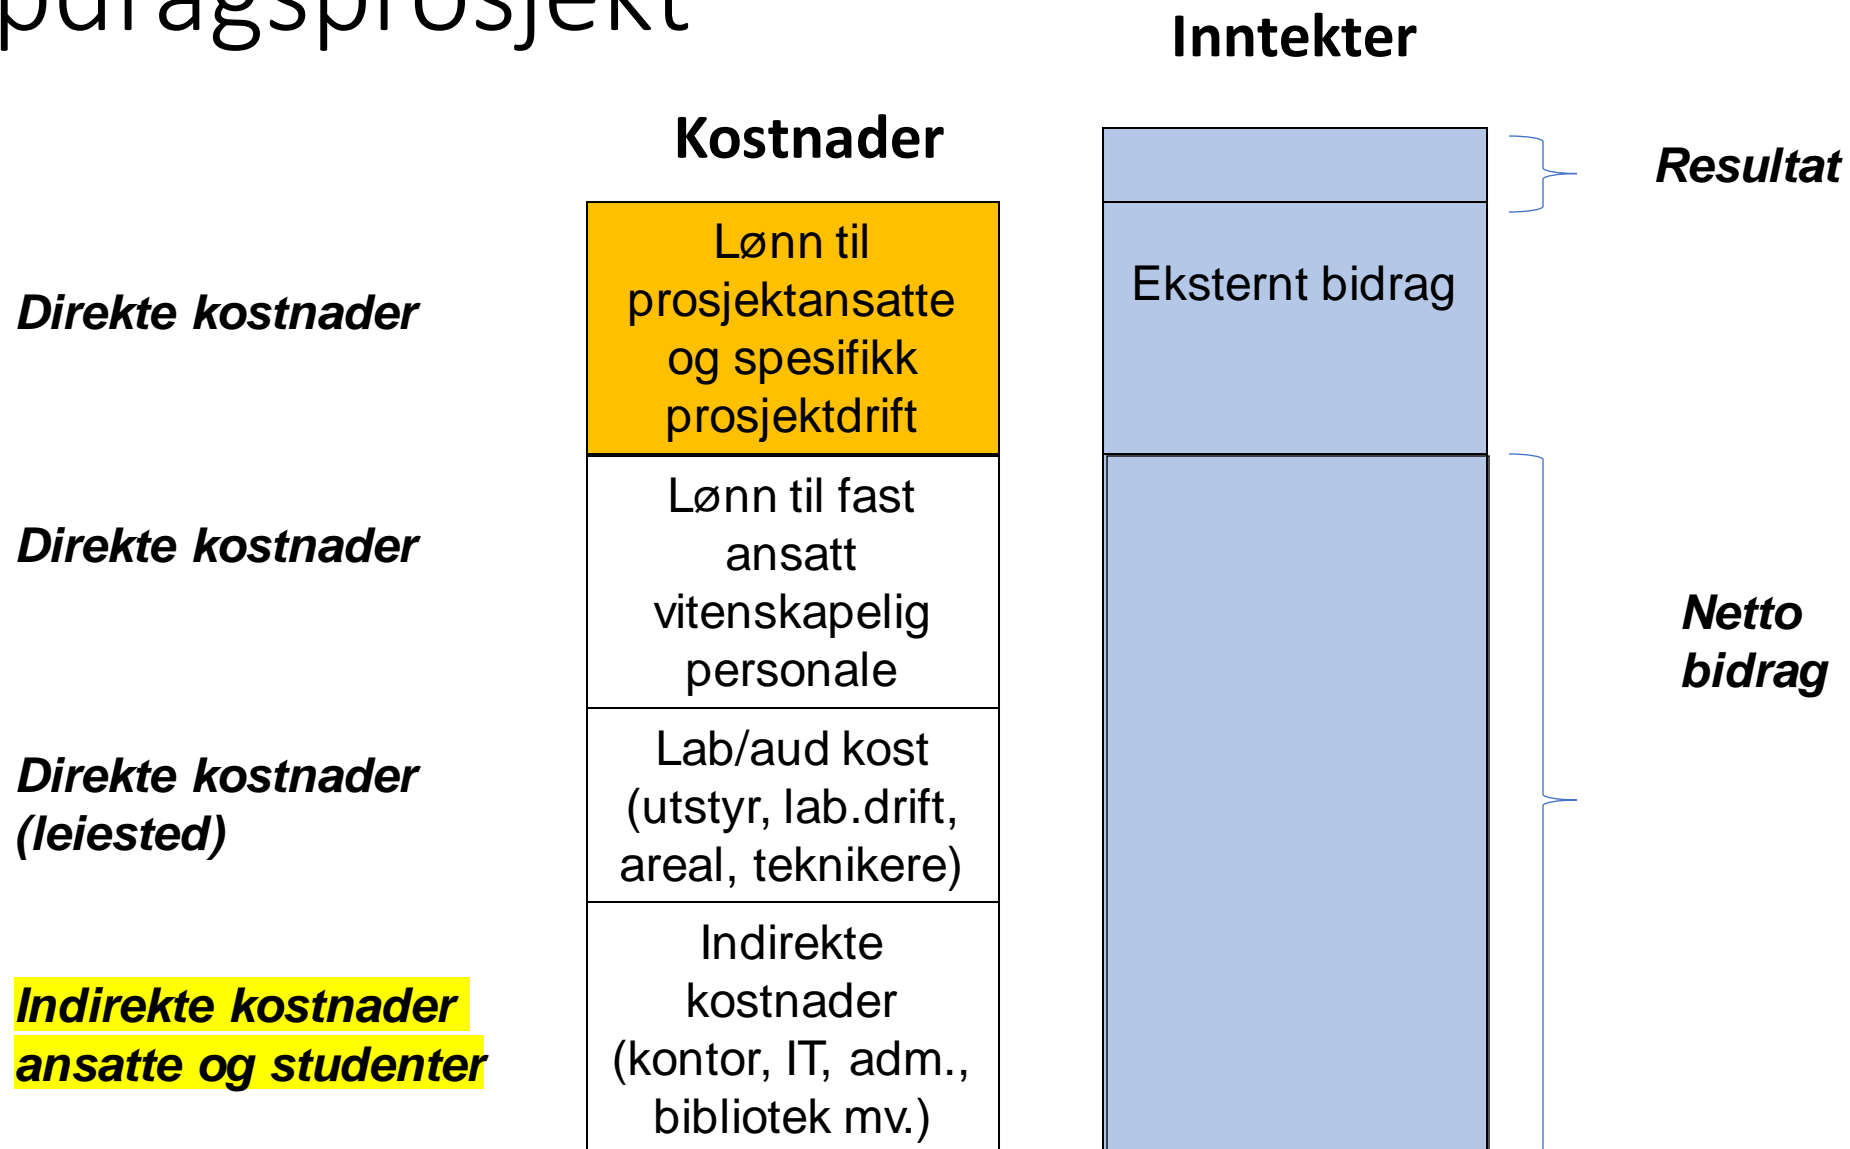 pdragsprosjekt
Inntekter
Kostnader
Resultat
Direkte kostnader
Lønn til
prosjektansatte
og spesifikk
prosjektdrift
Eksternt bidrag
Direkte kostnader
Lønn til fast
ansatt
vitenskapelig
personale
Netto
bidrag
Direkte kostnader
(leiested)
Lab/aud kost
(utstyr, lab.drift,
areal, teknikere)
Indirekte kostnader
ansatte og studenter
Indirekte
kostnader
(kontor, IT, adm.,
bibliotek mv.)